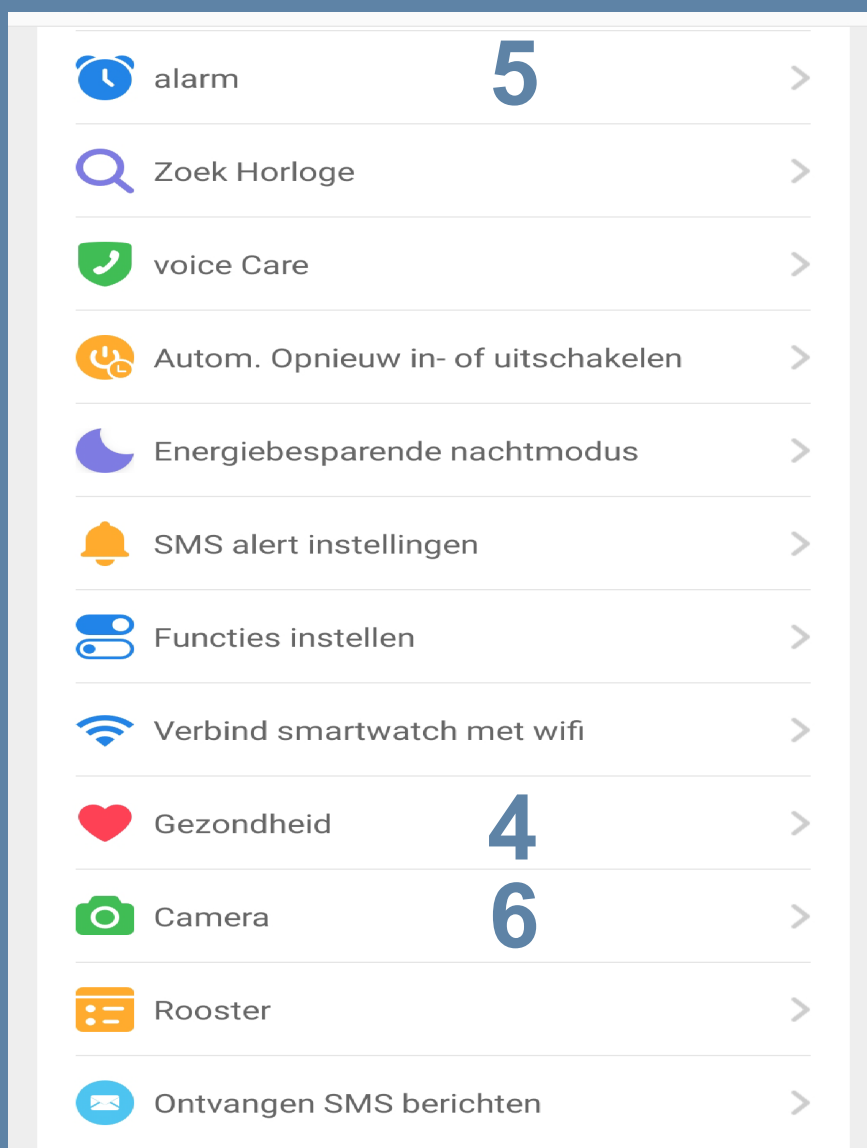 alarm 5
Zoek Horloge
voice Care
Autom. Opnieuw in- of uitschakelen
Energiebesparende nachtmodus
SMS alert instellingen
Functies instellen
Verbind smartwatch met wifi
Gezondheid 4
Camera 6
Rooster
Ontvangen SMS berichten